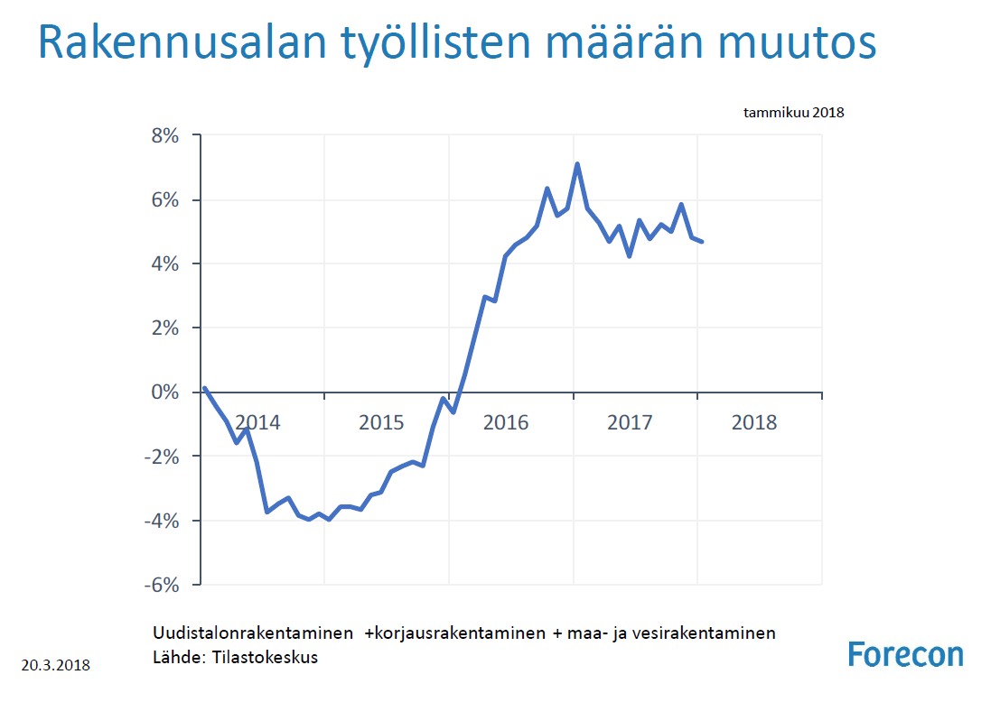 Rakennusalan työllisten määrän muutos
tammikuu 2018
8%
6%
4%
2%
0%
-2%
-4%
-6%
2014 2015 2016 2017 2018
Uudistalonrakentaminen +korjausrakentaminen + maa- ja vesirakentaminen
Lähde: Tilastokeskus
20.3.2018
Forecon